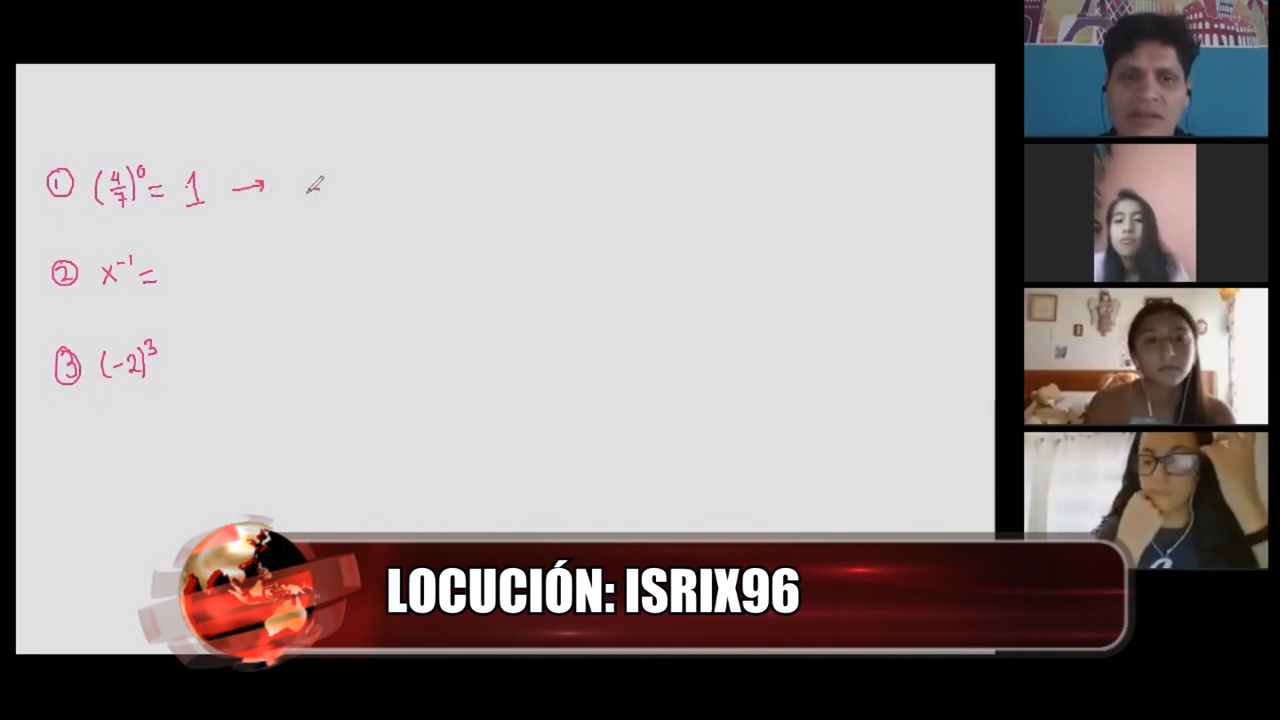 ① (4/7)⁰ = 1 →
② x⁻¹ =
③ (-2)³
LOCUCIÓN: ISRIX96